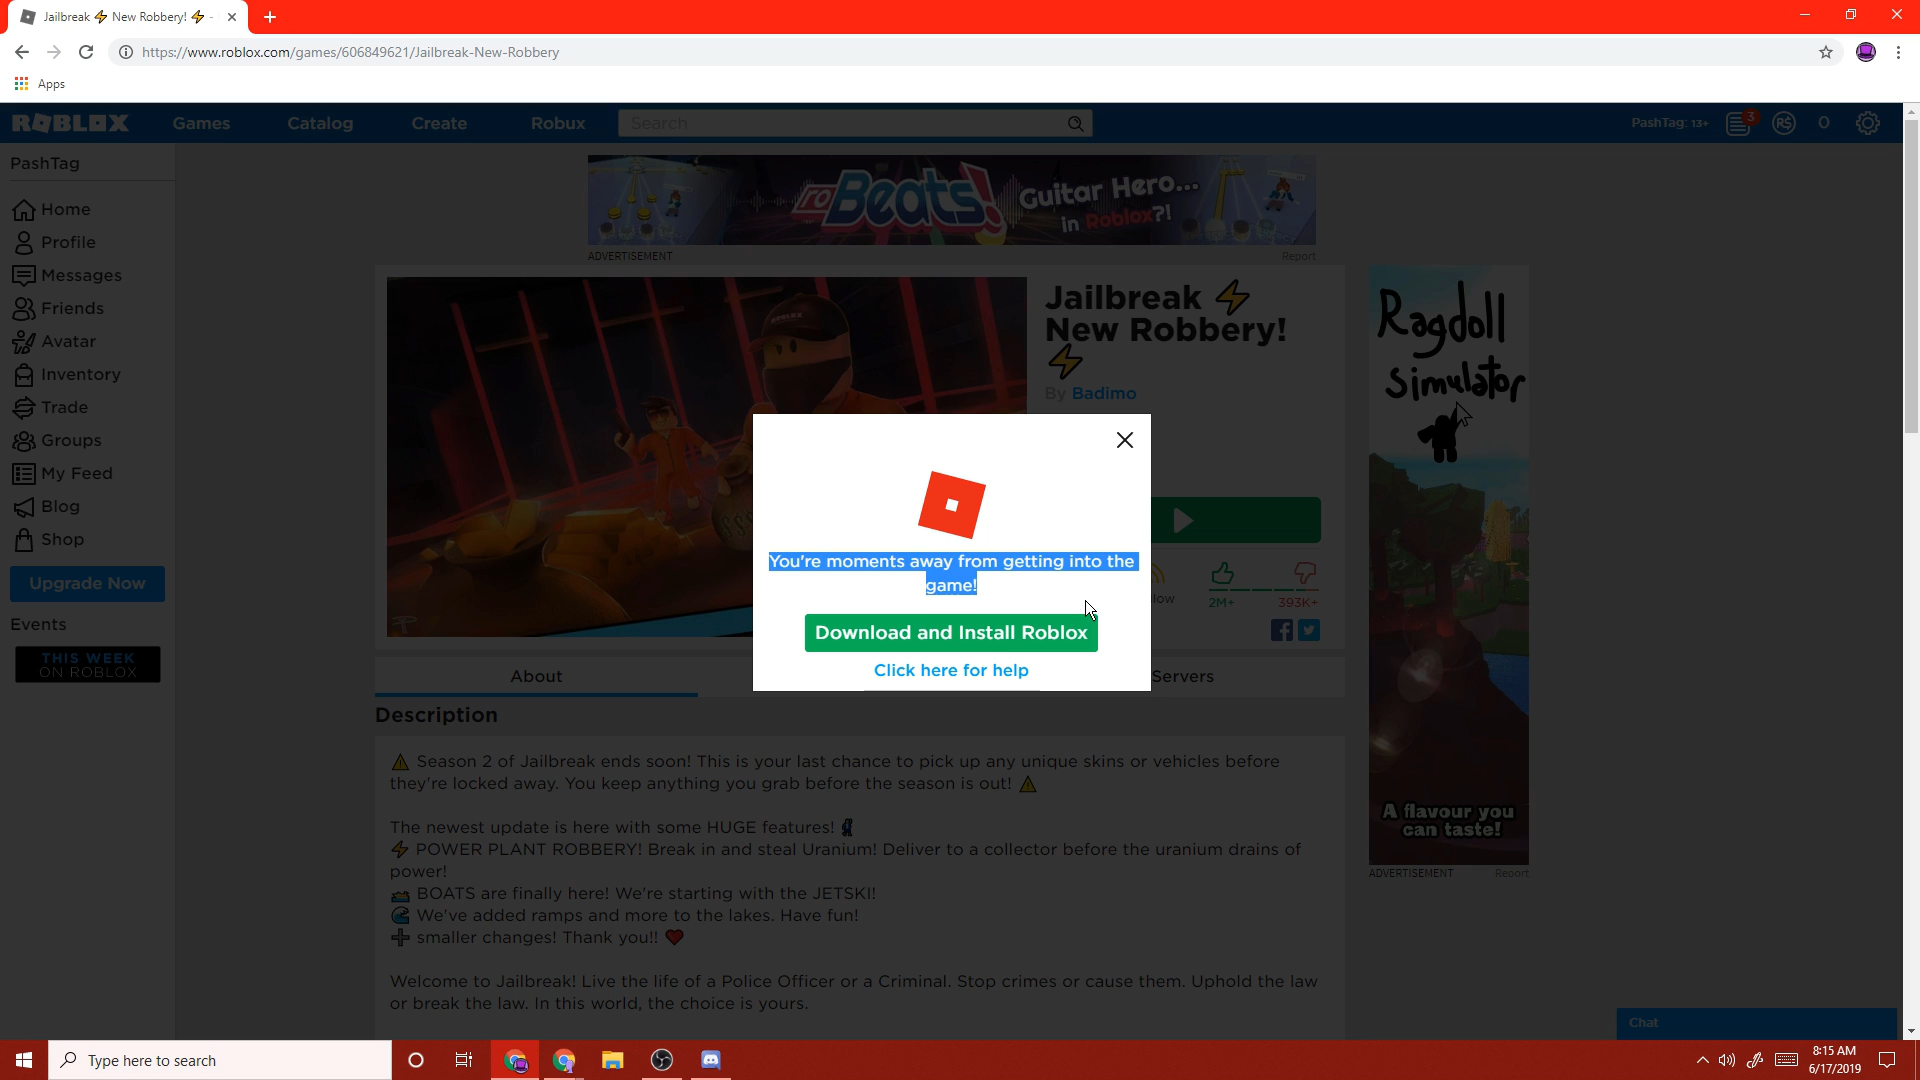 Jailbreak ⚡ New Robbery! ⚡ -
https://www.roblox.com/games/606849621/Jailbreak-New-Robbery
Apps
ROBLOX
Games
Catalog
Create
Robux
Search
PashTag: 13+
3
R$
0
PashTag
Home
Profile
Messages
Friends
Avatar
Inventory
Trade
Groups
My Feed
Blog
Shop
Upgrade Now
Events
THIS WEEK
ON ROBLOX
roBeats!
Guitar Hero...
in Roblox?!
ADVERTISEMENT
Report
Jailbreak ⚡
New Robbery!
⚡
By Badimo
ROBLOX
You're moments away from getting into the
game!
Download and Install Roblox
Click here for help
2M+
393K+
About
Servers
Description
⚠ Season 2 of Jailbreak ends soon! This is your last chance to pick up any unique skins or vehicles before
they're locked away. You keep anything you grab before the season is out! ⚠
The newest update is here with some HUGE features!
⚡ POWER PLANT ROBBERY! Break in and steal Uranium! Deliver to a collector before the uranium drains of
power!
🚤 BOATS are finally here! We're starting with the JETSKI!
🌊 We've added ramps and more to the lakes. Have fun!
➕ smaller changes! Thank you!! ❤
Welcome to Jailbreak! Live the life of a Police Officer or a Criminal. Stop crimes or cause them. Uphold the law
or break the law. In this world, the choice is yours.
Ragdoll
simulator
A flavour you
can taste!
ADVERTISEMENT
Report
Chat
Type here to search
8:15 AM
6/17/2019